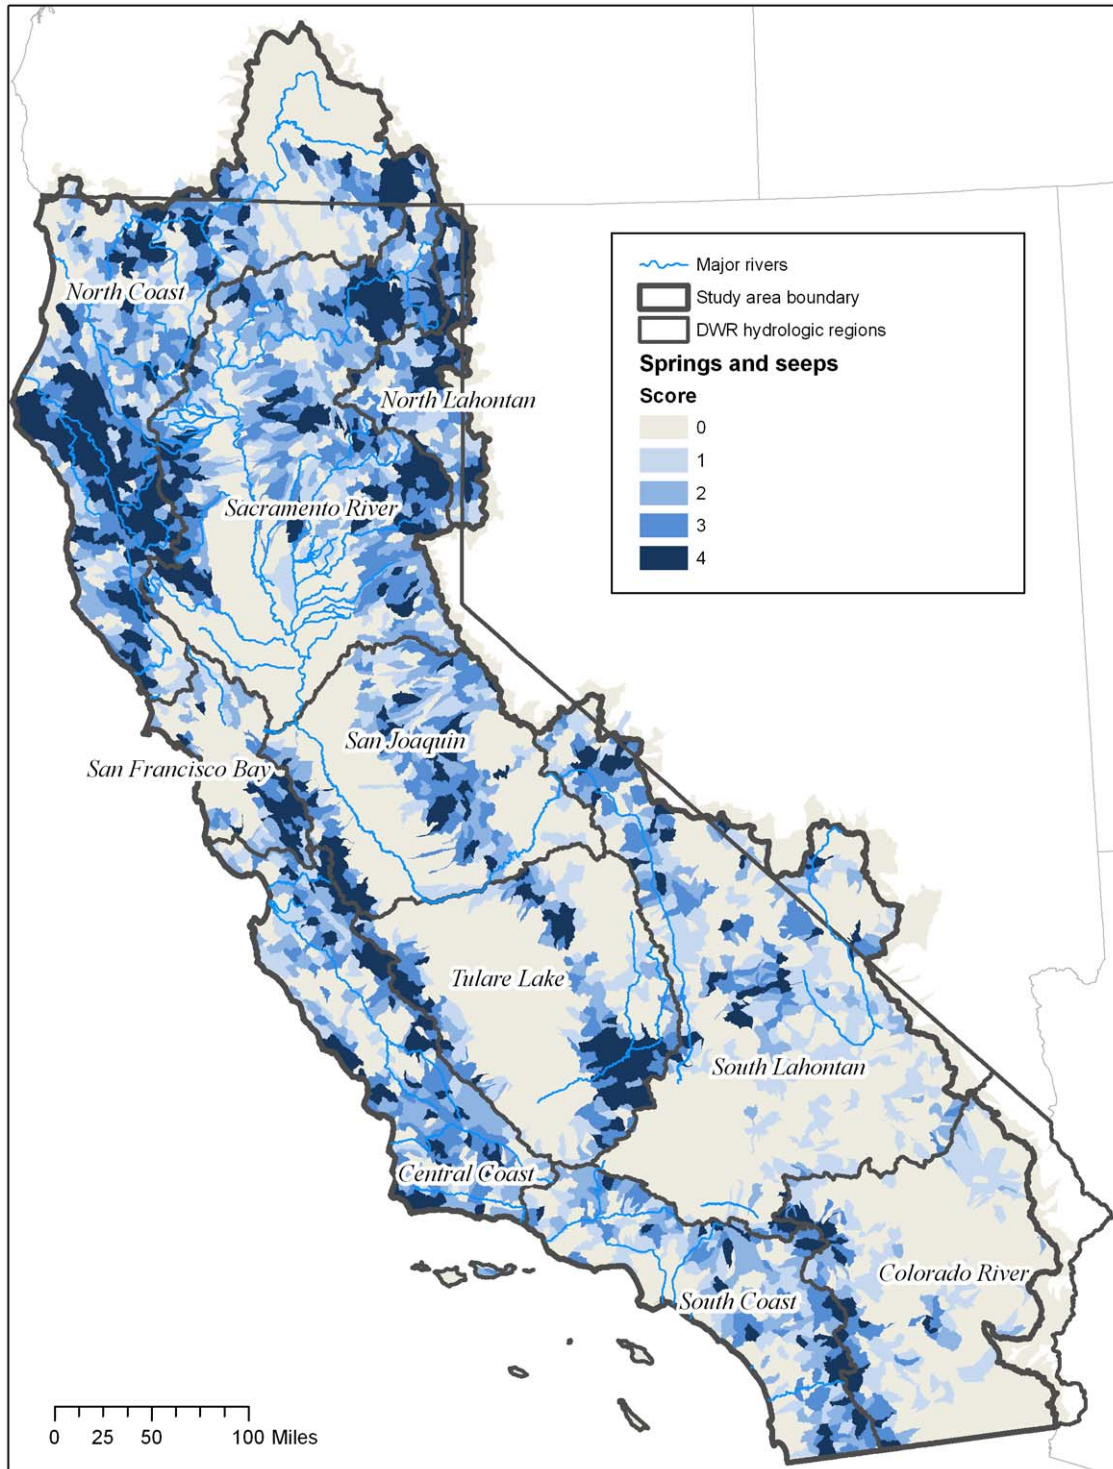 Major rivers
Study area boundary
DWR hydrologic regions
Springs and seeps
Score
0
1
2
3
4
North Coast
North Lahontan
Sacramento River
San Joaquin
San Francisco Bay
Tulare Lake
South Lahontan
Central Coast
Colorado River
South Coast
0 25 50 100 Miles